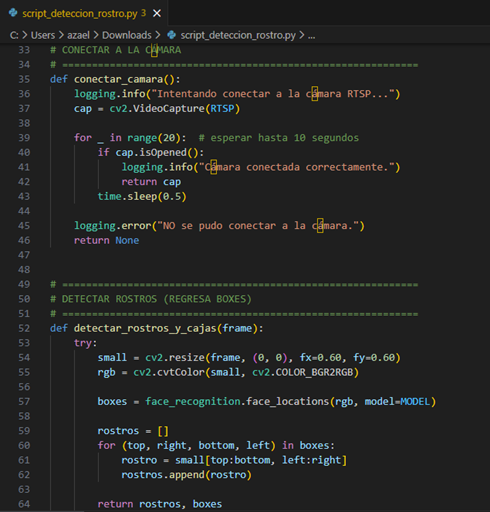 script_deteccion_rostro.py 3 ×
C: > Users > azael > Downloads > script_deteccion_rostro.py > ...
33 # CONECTAR A LA CÁMARA
34 # ============================================================
35 def conectar_camara():
36     logging.info("Intentando conectar a la cámara RTSP...")
37     cap = cv2.VideoCapture(RTSP)
38
39     for _ in range(20):  # esperar hasta 10 segundos
40         if cap.isOpened():
41             logging.info("Cámara conectada correctamente.")
42             return cap
43         time.sleep(0.5)
44
45     logging.error("NO se pudo conectar a la cámara.")
46     return None
47
48
49 # ============================================================
50 # DETECTAR ROSTROS (REGRESA BOXES)
51 # ============================================================
52 def detectar_rostros_y_cajas(frame):
53     try:
54         small = cv2.resize(frame, (0, 0), fx=0.60, fy=0.60)
55         rgb = cv2.cvtColor(small, cv2.COLOR_BGR2RGB)
56
57         boxes = face_recognition.face_locations(rgb, model=MODEL)
58
59         rostros = []
60         for (top, right, bottom, left) in boxes:
61             rostro = small[top:bottom, left:right]
62             rostros.append(rostro)
63
64         return rostros, boxes